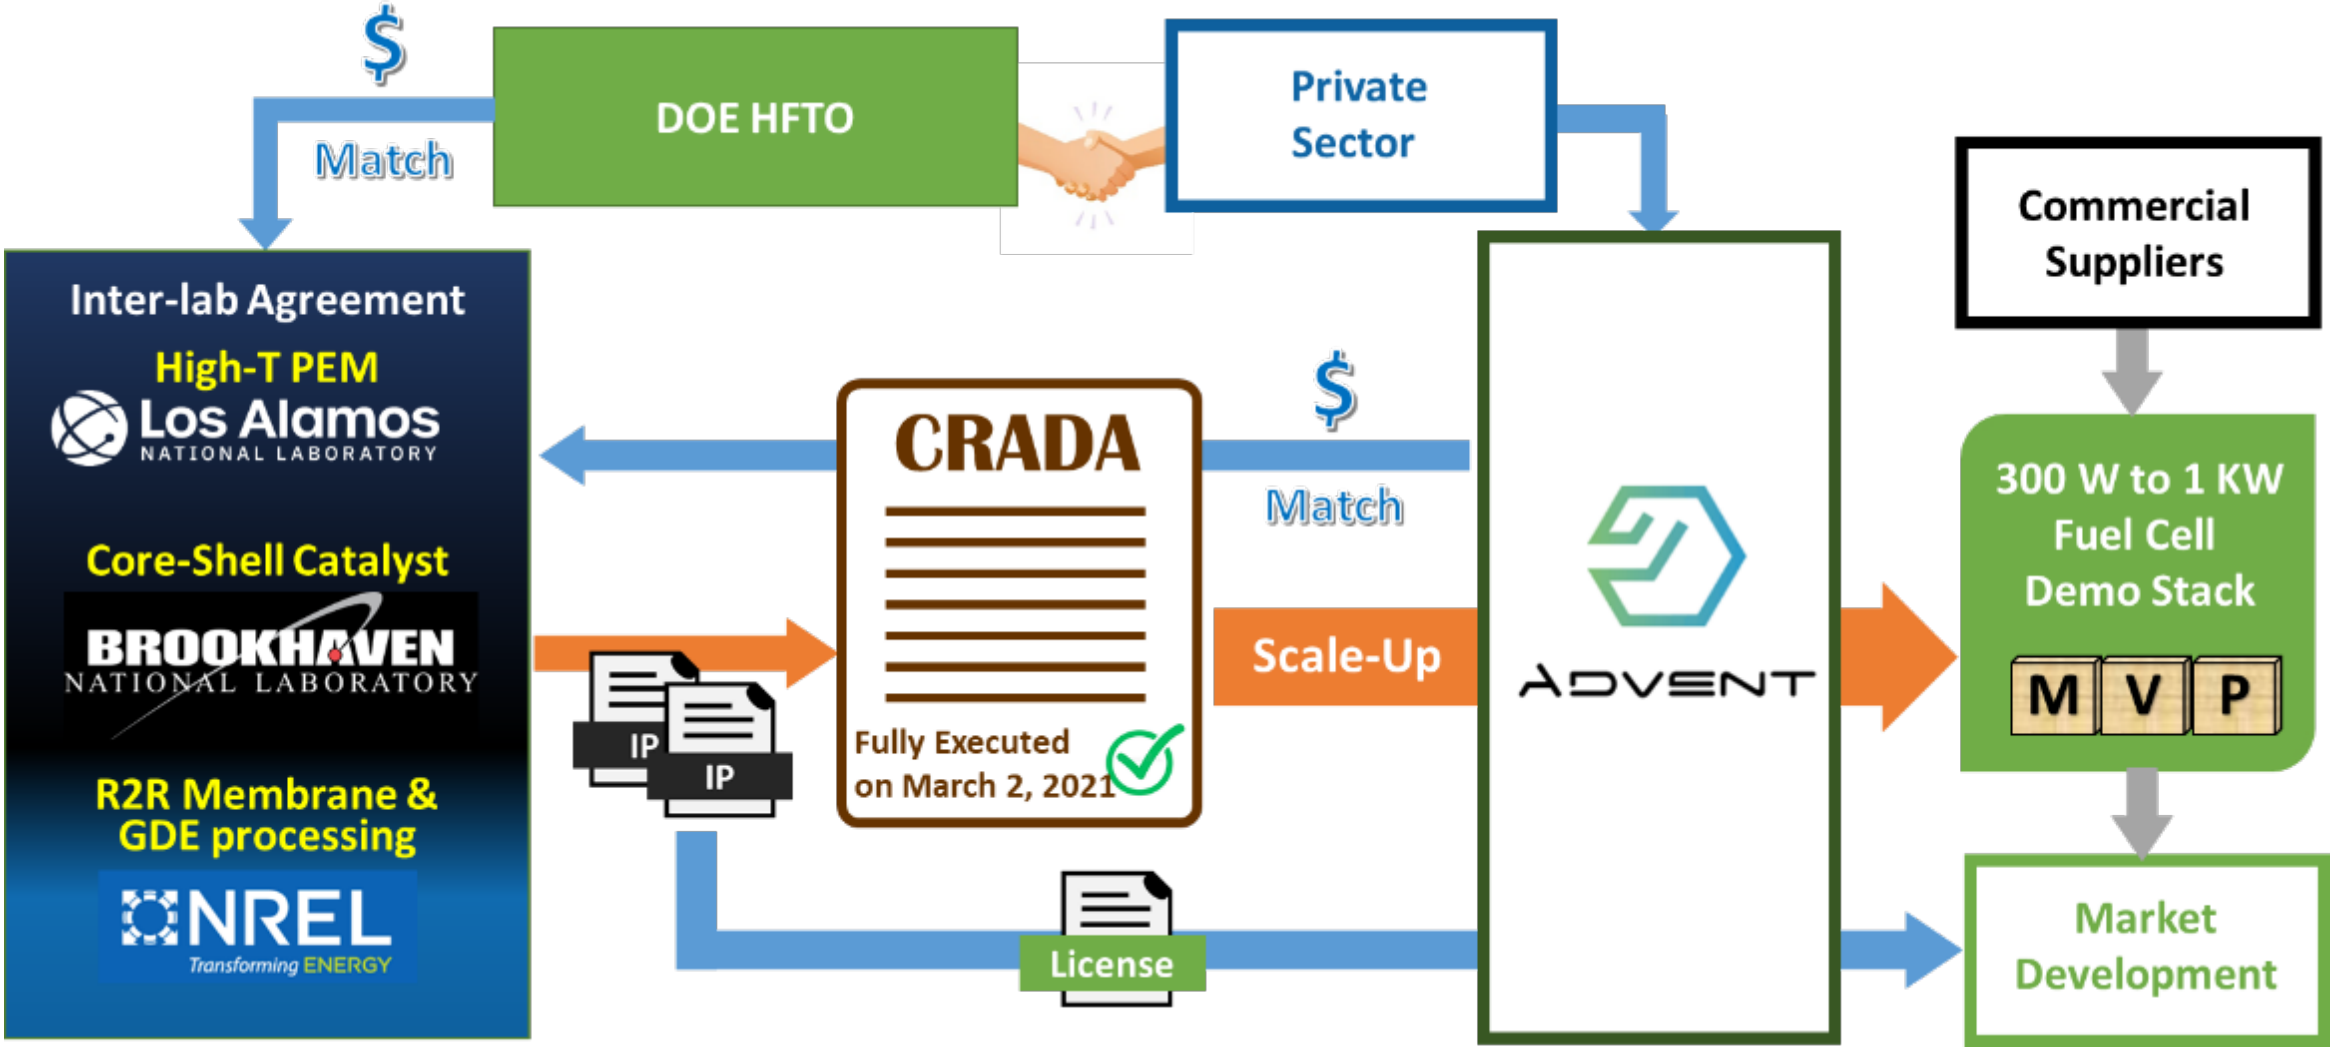 $
Match
DOE HFTO
Private
Sector
Commercial
Suppliers
Inter-lab Agreement
High-T PEM
Los Alamos
NATIONAL LABORATORY
Core-Shell Catalyst
BROOKHAVEN
NATIONAL LABORATORY
R2R Membrane &
GDE processing
NREL
Transforming ENERGY
IP
IP
CRADA
Fully Executed
on March 2, 2021
$
Match
Scale-Up
License
ADVENT
300 W to 1 KW
Fuel Cell
Demo Stack
M V P
Market
Development